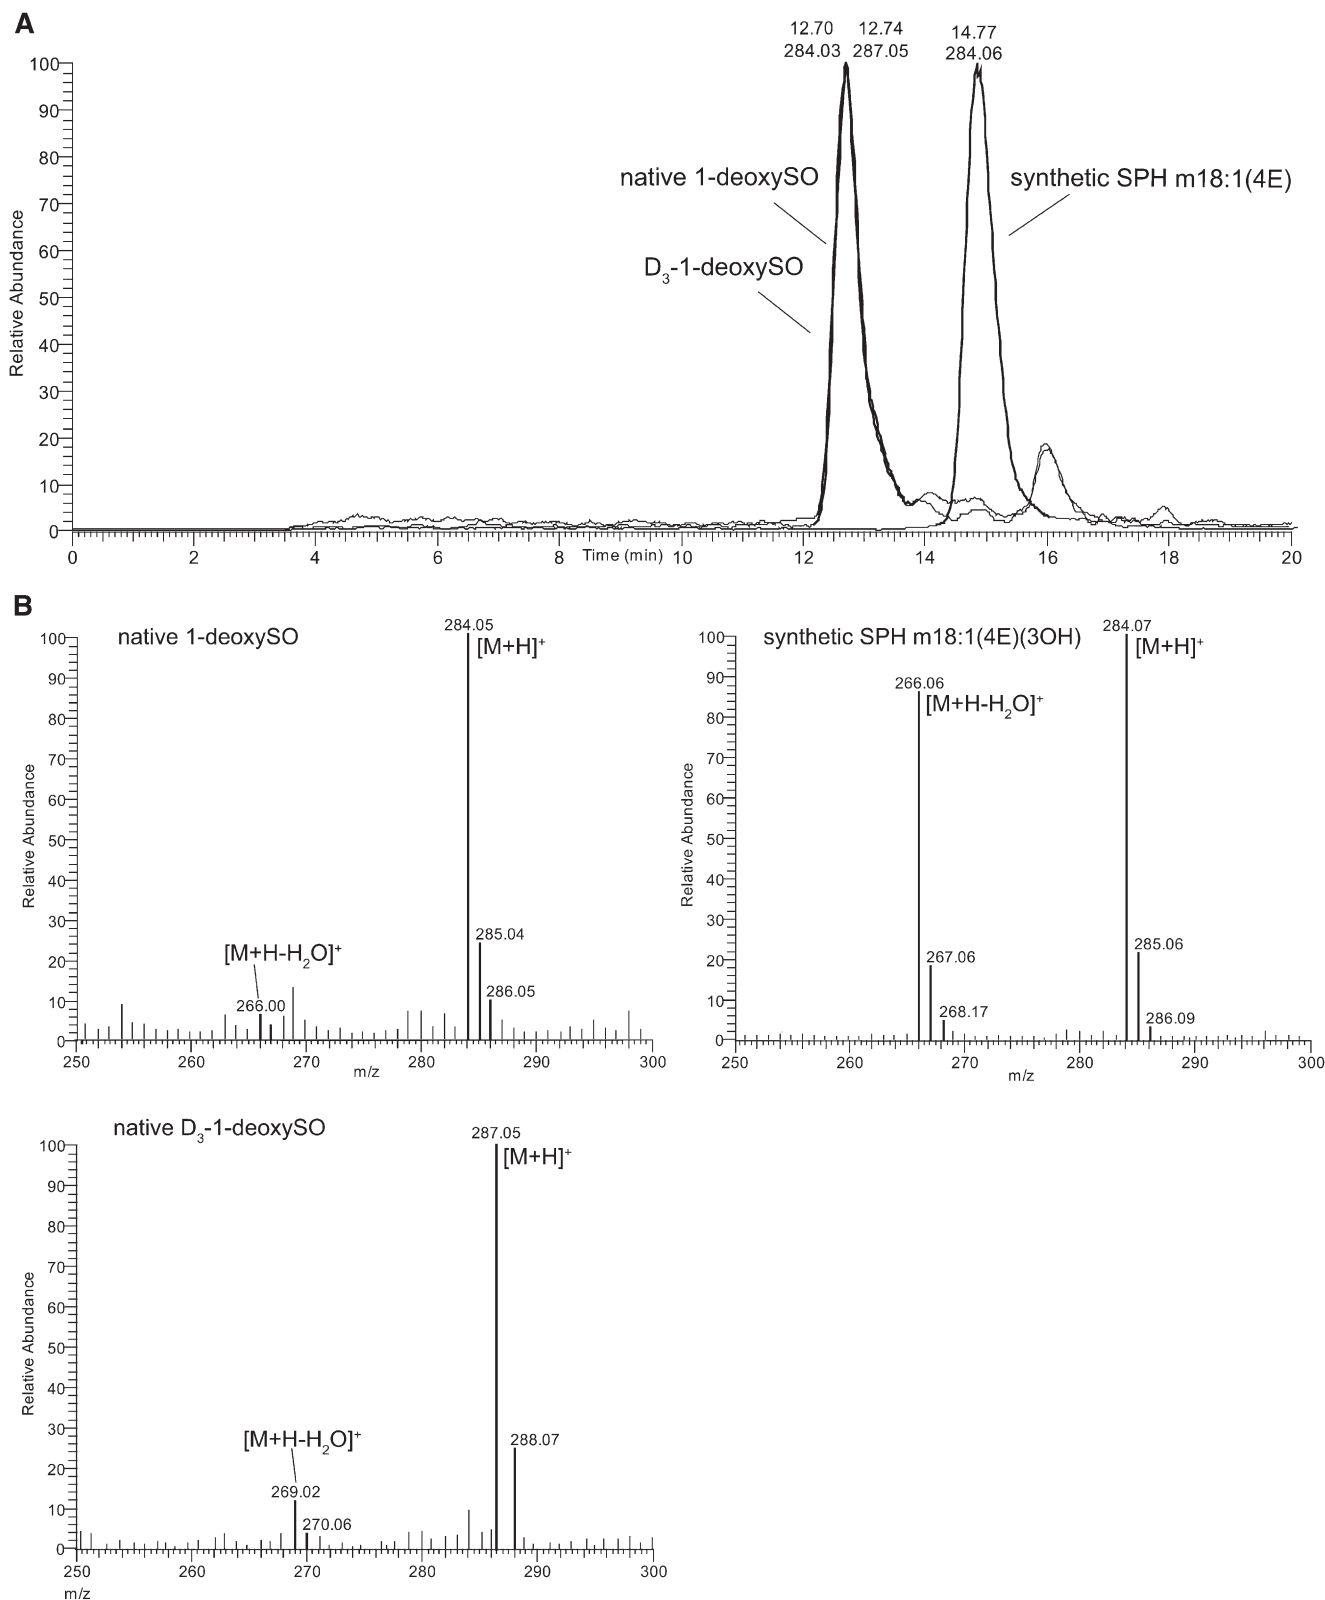 A
12.70 12.74 14.77
284.03 287.05 284.06
100
90
80
70
60
50
40
30
20
10
0
Relative Abundance
native 1-deoxySO
D3-1-deoxySO
synthetic SPH m18:1(4E)
0 2 4 6 8 Time (min) 10 12 14 16 18 20
B
native 1-deoxySO
284.05
[M+H]+
100
90
80
70
60
50
40
30
20
10
0
Relative Abundance
[M+H-H2O]+
266.00
285.04
286.05
250 260 270 280 290 300
m/z
synthetic SPH m18:1(4E)(3OH)
284.07
[M+H]+
266.06
[M+H-H2O]+
100
90
80
70
60
50
40
30
20
10
0
Relative Abundance
267.06
268.17
285.06
286.09
250 260 270 280 290 300
m/z
native D3-1-deoxySO
287.05
[M+H]+
100
90
80
70
60
50
40
30
20
10
0
Relative Abundance
[M+H-H2O]+
269.02
270.06
288.07
250 260 270 280 290 300
m/z